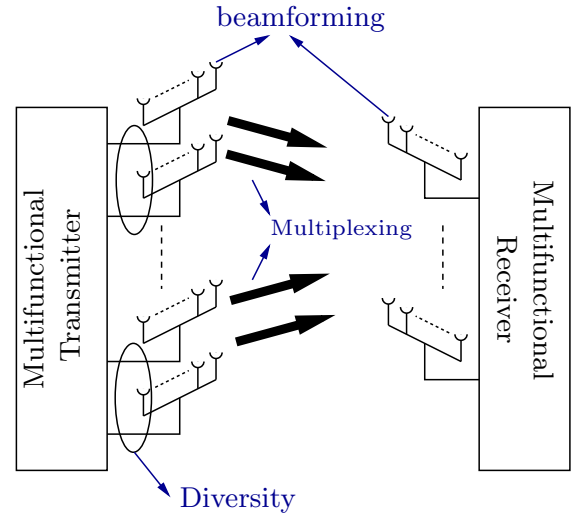 beamforming
Multifunctional
Transmitter
Multiplexing
Multifunctional
Receiver
Diversity